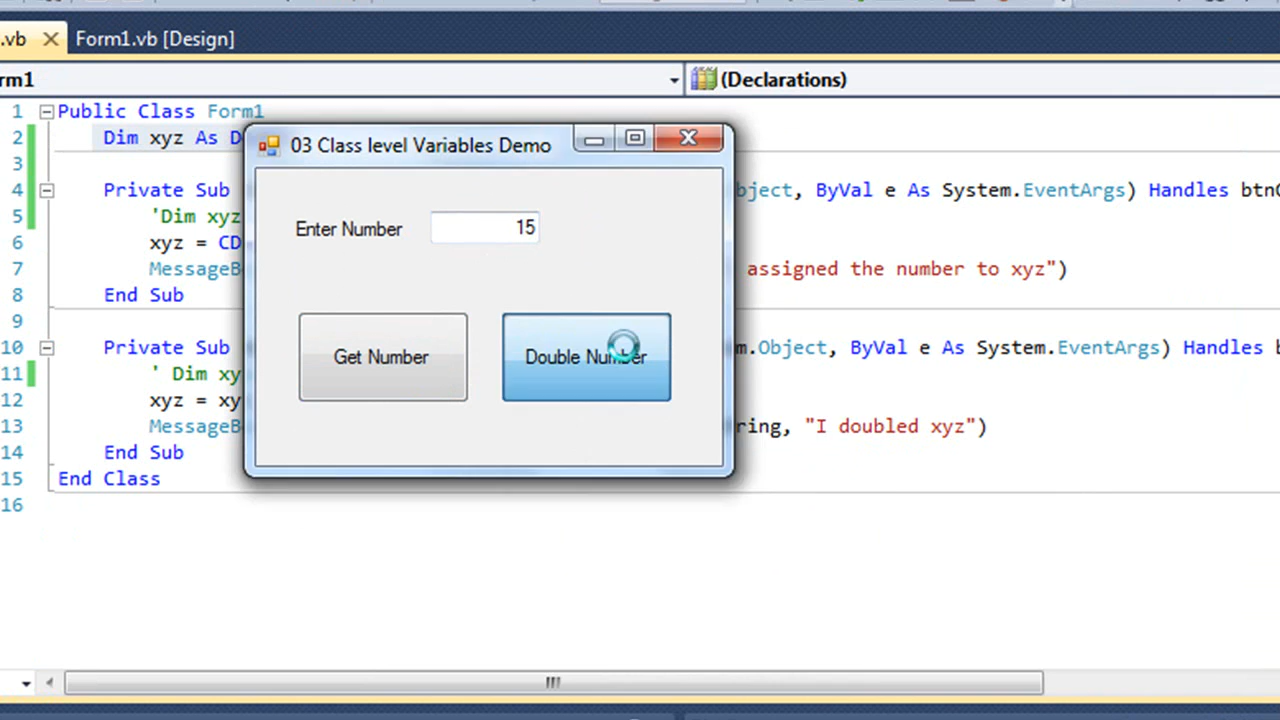 .vb Form1.vb [Design]
rm1 (Declarations)
1 Public Class Form1
2 Dim xyz As D
3
4 Private Sub bject, ByVal e As System.EventArgs) Handles btn
5 'Dim xyz
6 xyz = CD
7 MessageB assigned the number to xyz")
8 End Sub
9
10 Private Sub m.Object, ByVal e As System.EventArgs) Handles
11 ' Dim xy
12 xyz = xy
13 MessageB ring, "I doubled xyz")
14 End Sub
15 End Class
16
03 Class level Variables Demo
Enter Number 15
Get Number Double Number